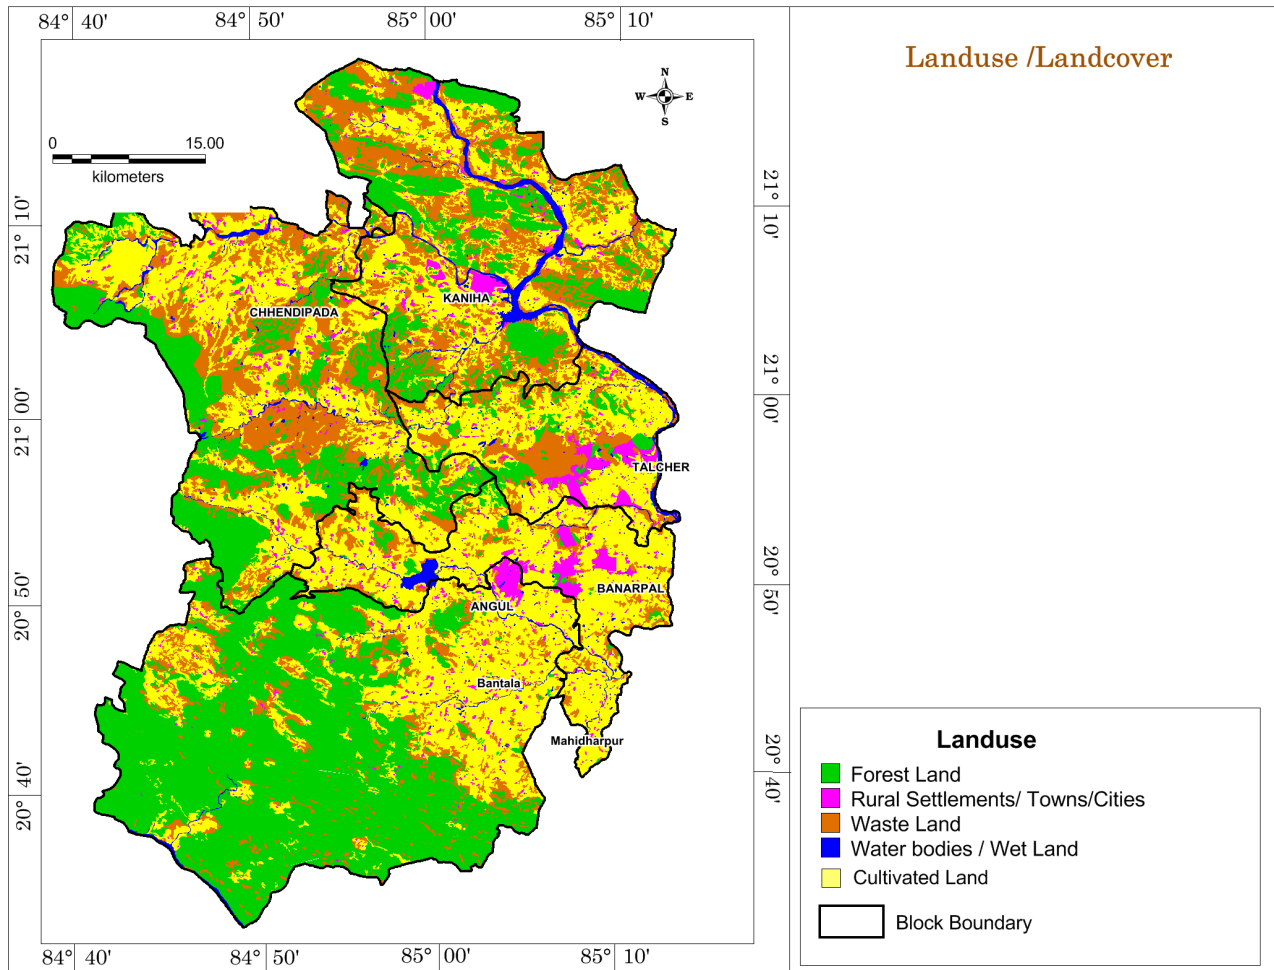 84° 40' 84° 50' 85° 00' 85° 10'
Landuse /Landcover
N
W E
S
0 15.00
kilometers
21° 10'
21° 10'
KANIHA
CHHENDIPADA
21° 00'
21° 00'
TALCHER
20° 50'
20° 50'
BANARPAL
ANGUL
Bantala
Mahidharpur
20° 40'
20° 40'
Landuse
Forest Land
Rural Settlements/ Towns/Cities
Waste Land
Water bodies / Wet Land
Cultivated Land
Block Boundary
84° 40' 84° 50' 85° 00' 85° 10'